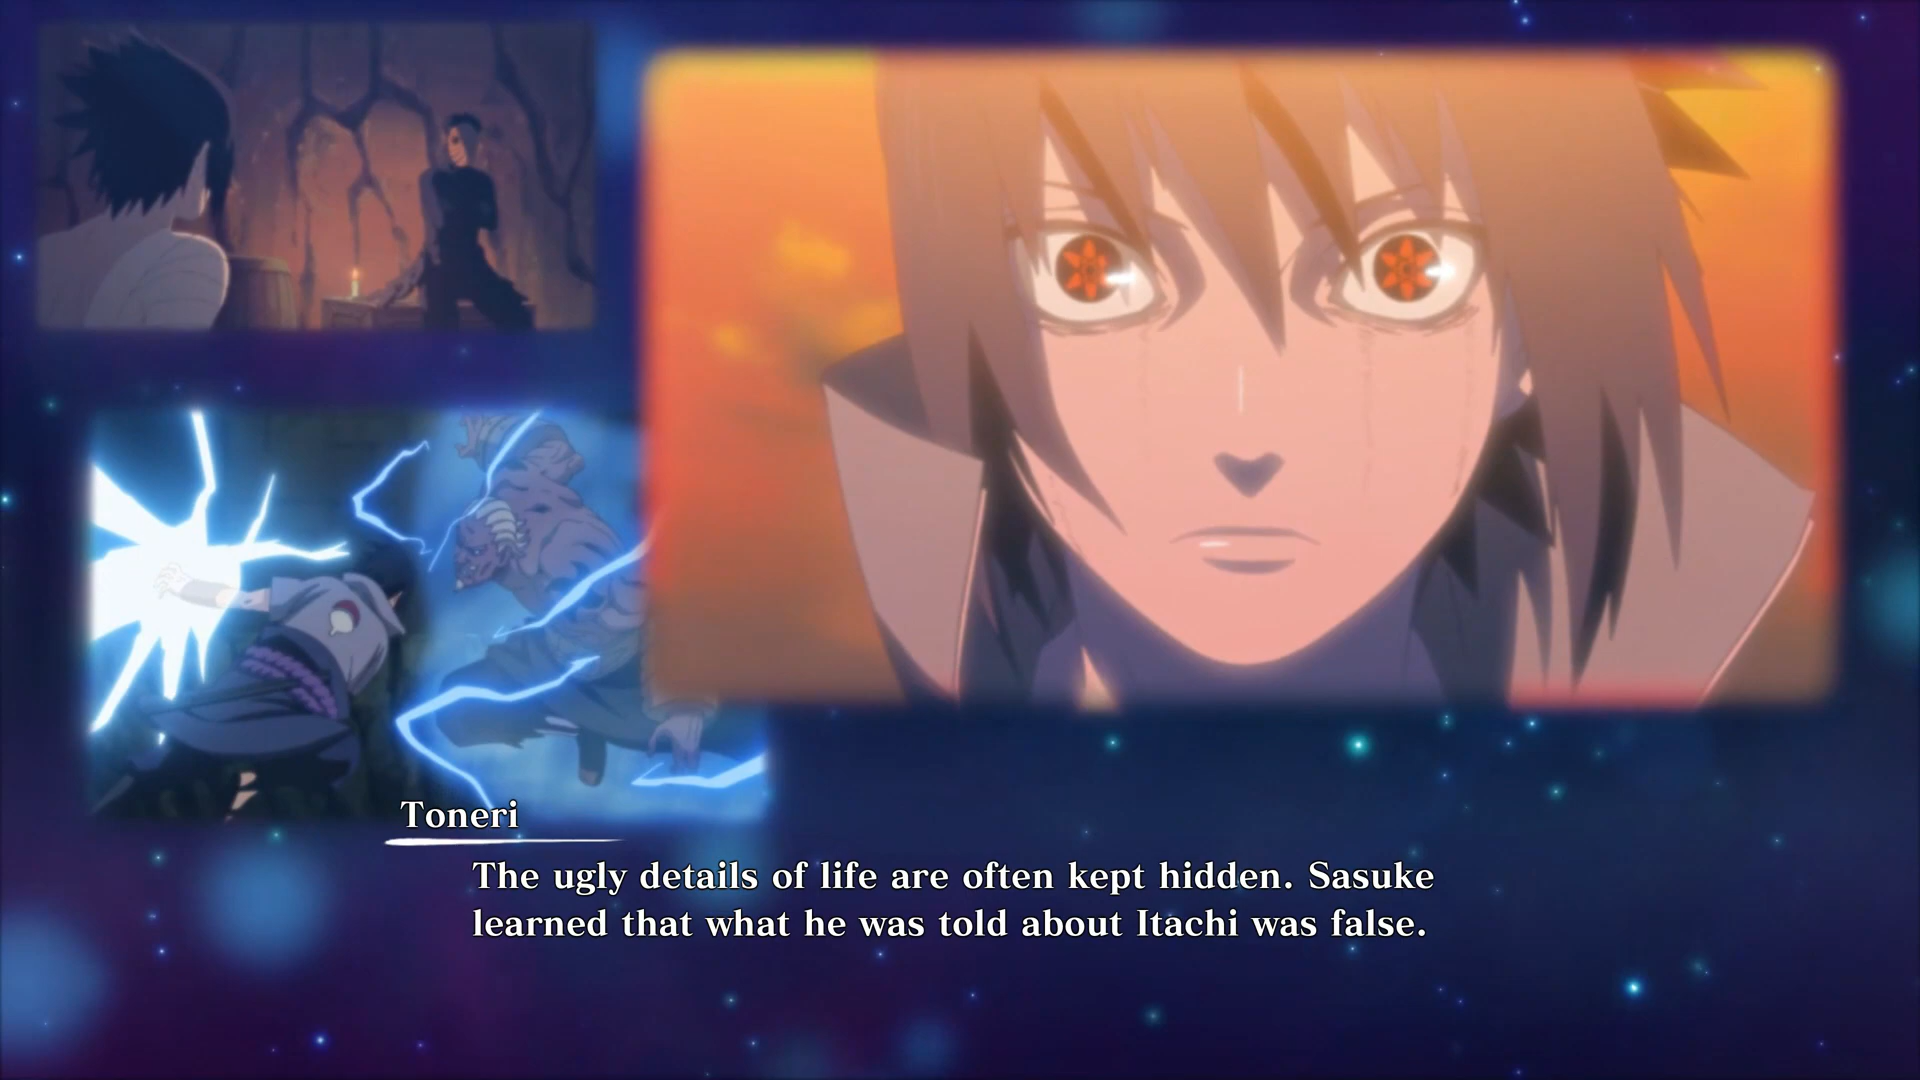 Toneri
The ugly details of life are often kept hidden. Sasuke
learned that what he was told about Itachi was false.